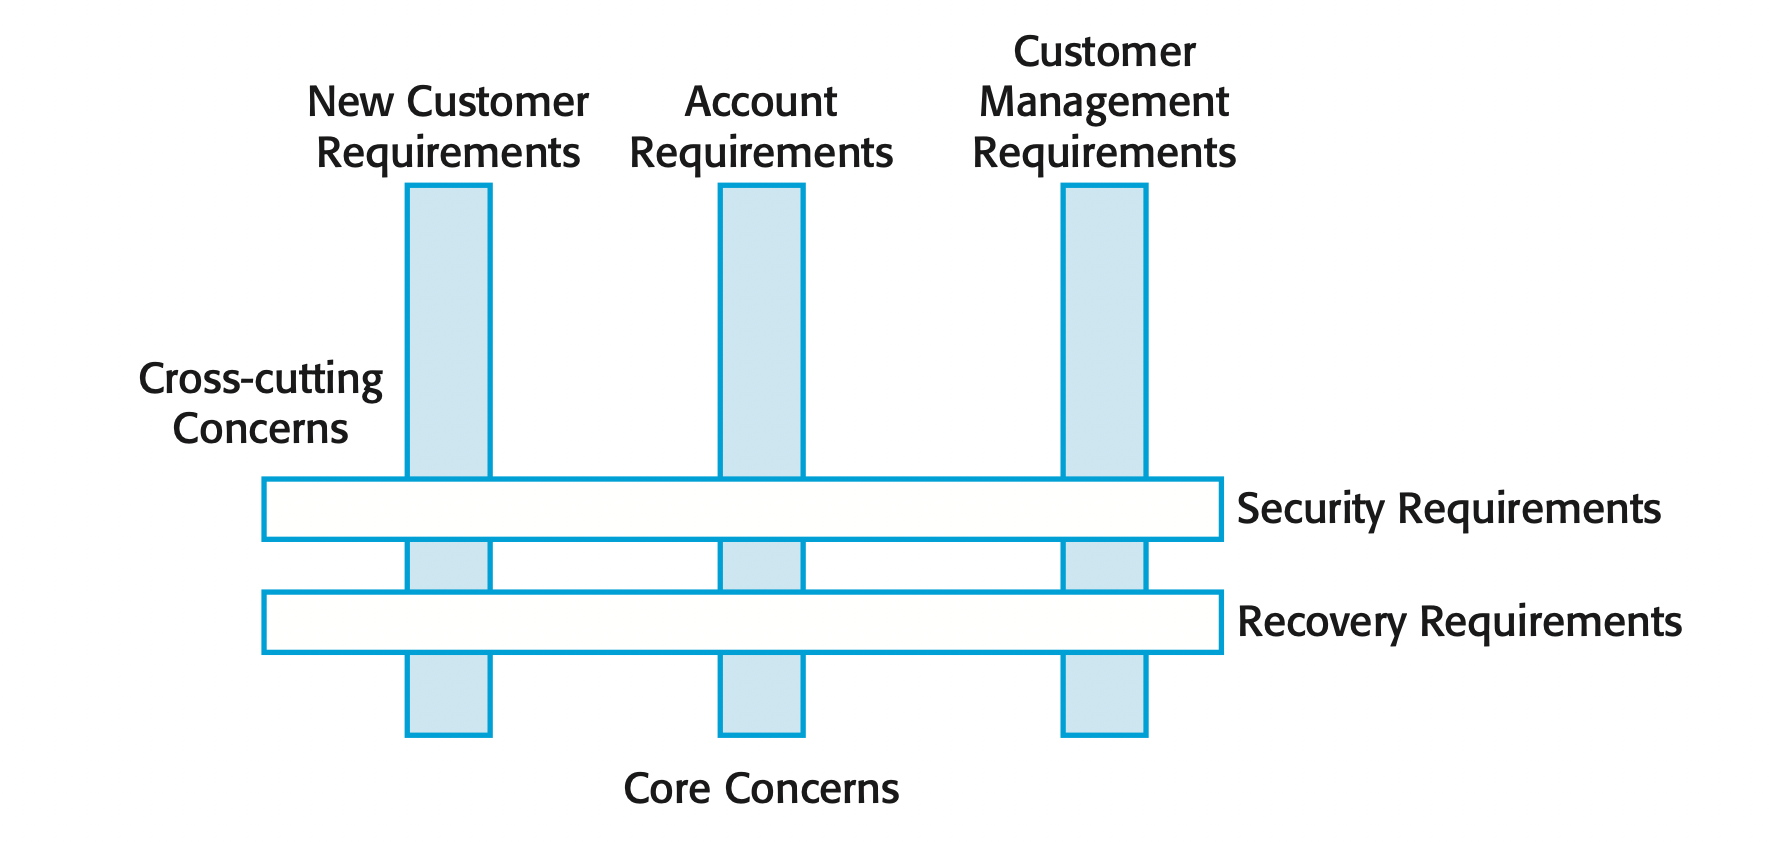 New Customer
Requirements
Account
Requirements
Customer
Management
Requirements
Cross-cutting
Concerns
Security Requirements
Recovery Requirements
Core Concerns